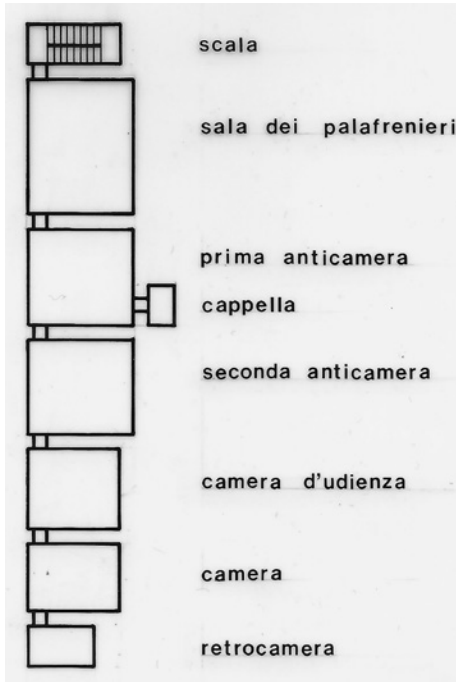 scala
sala dei palafrenieri
prima anticamera
cappella
seconda anticamera
camera d'udienza
camera
retrocamera